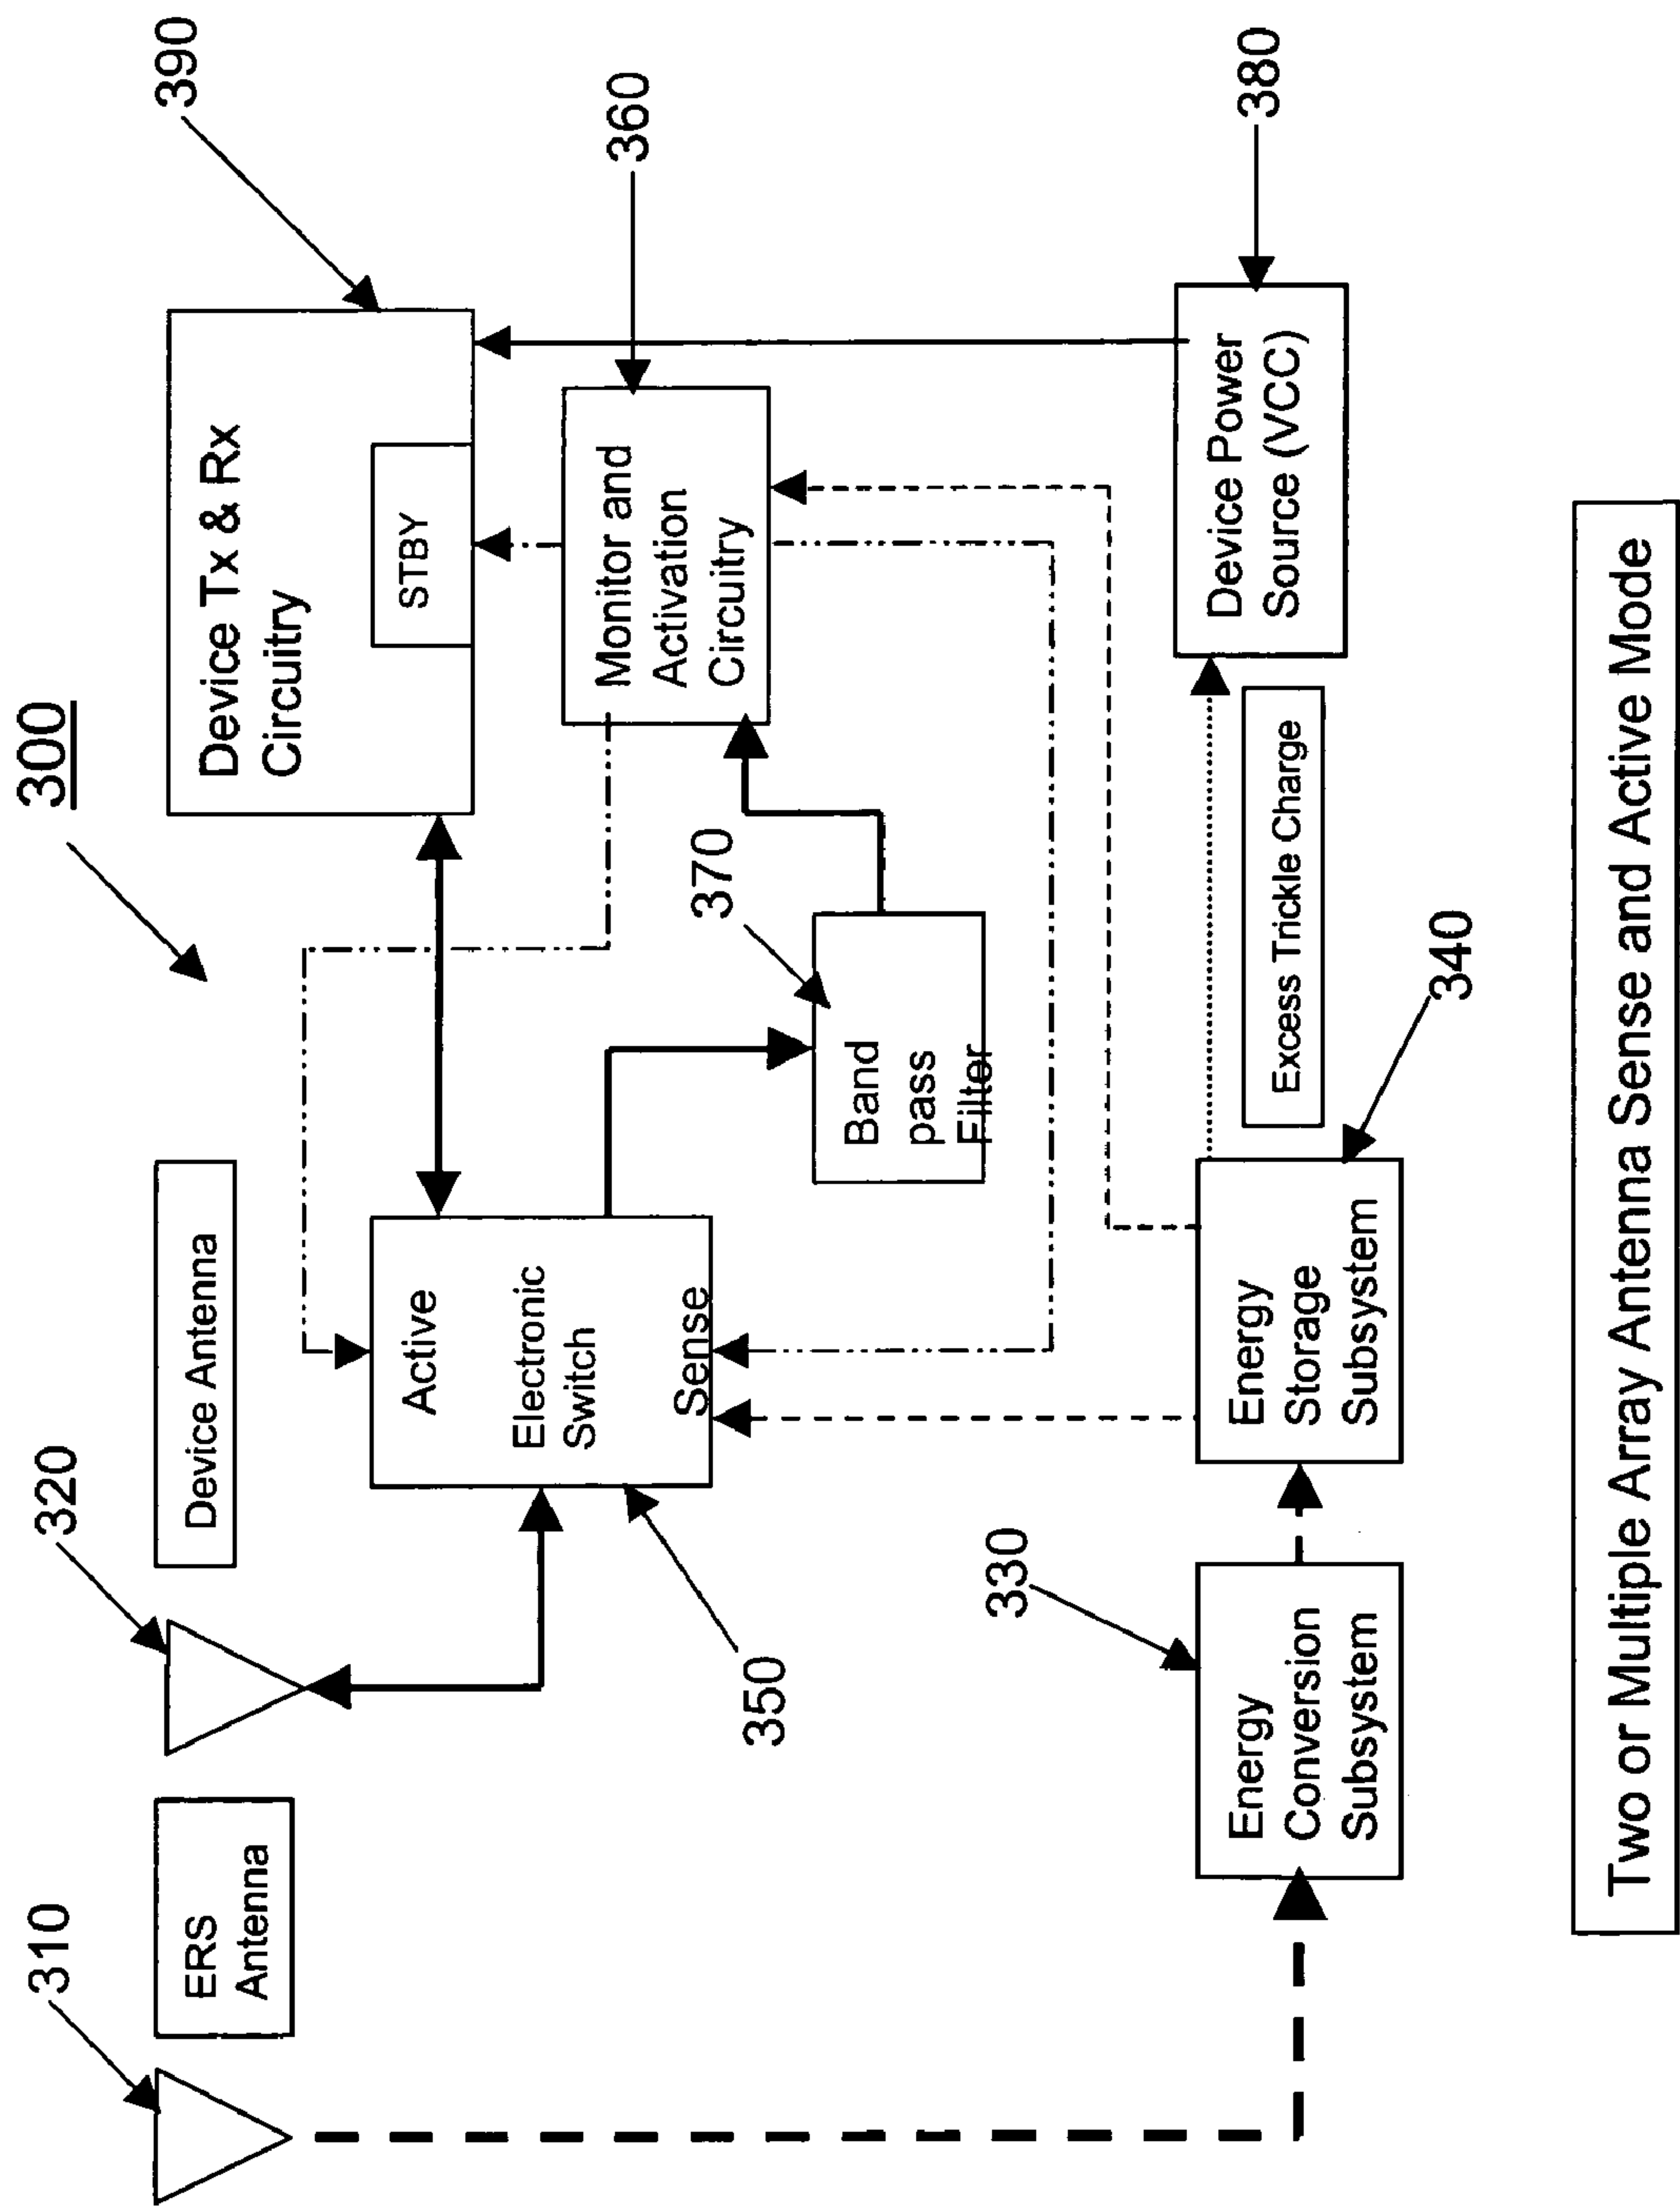 300
310
ERS
Antenna
320
Device Antenna
390
Device Tx & Rx
Circuitry
STBY
Active
Electronic
Switch
Sense
350
360
Monitor and
Activation
Circuitry
370
Band
pass
Filter
330
Energy
Conversion
Subsystem
Energy
Storage
Subsystem
340
Excess Trickle Charge
Device Power
Source (VCC)
380
Two or Multiple Array Antenna Sense and Active Mode